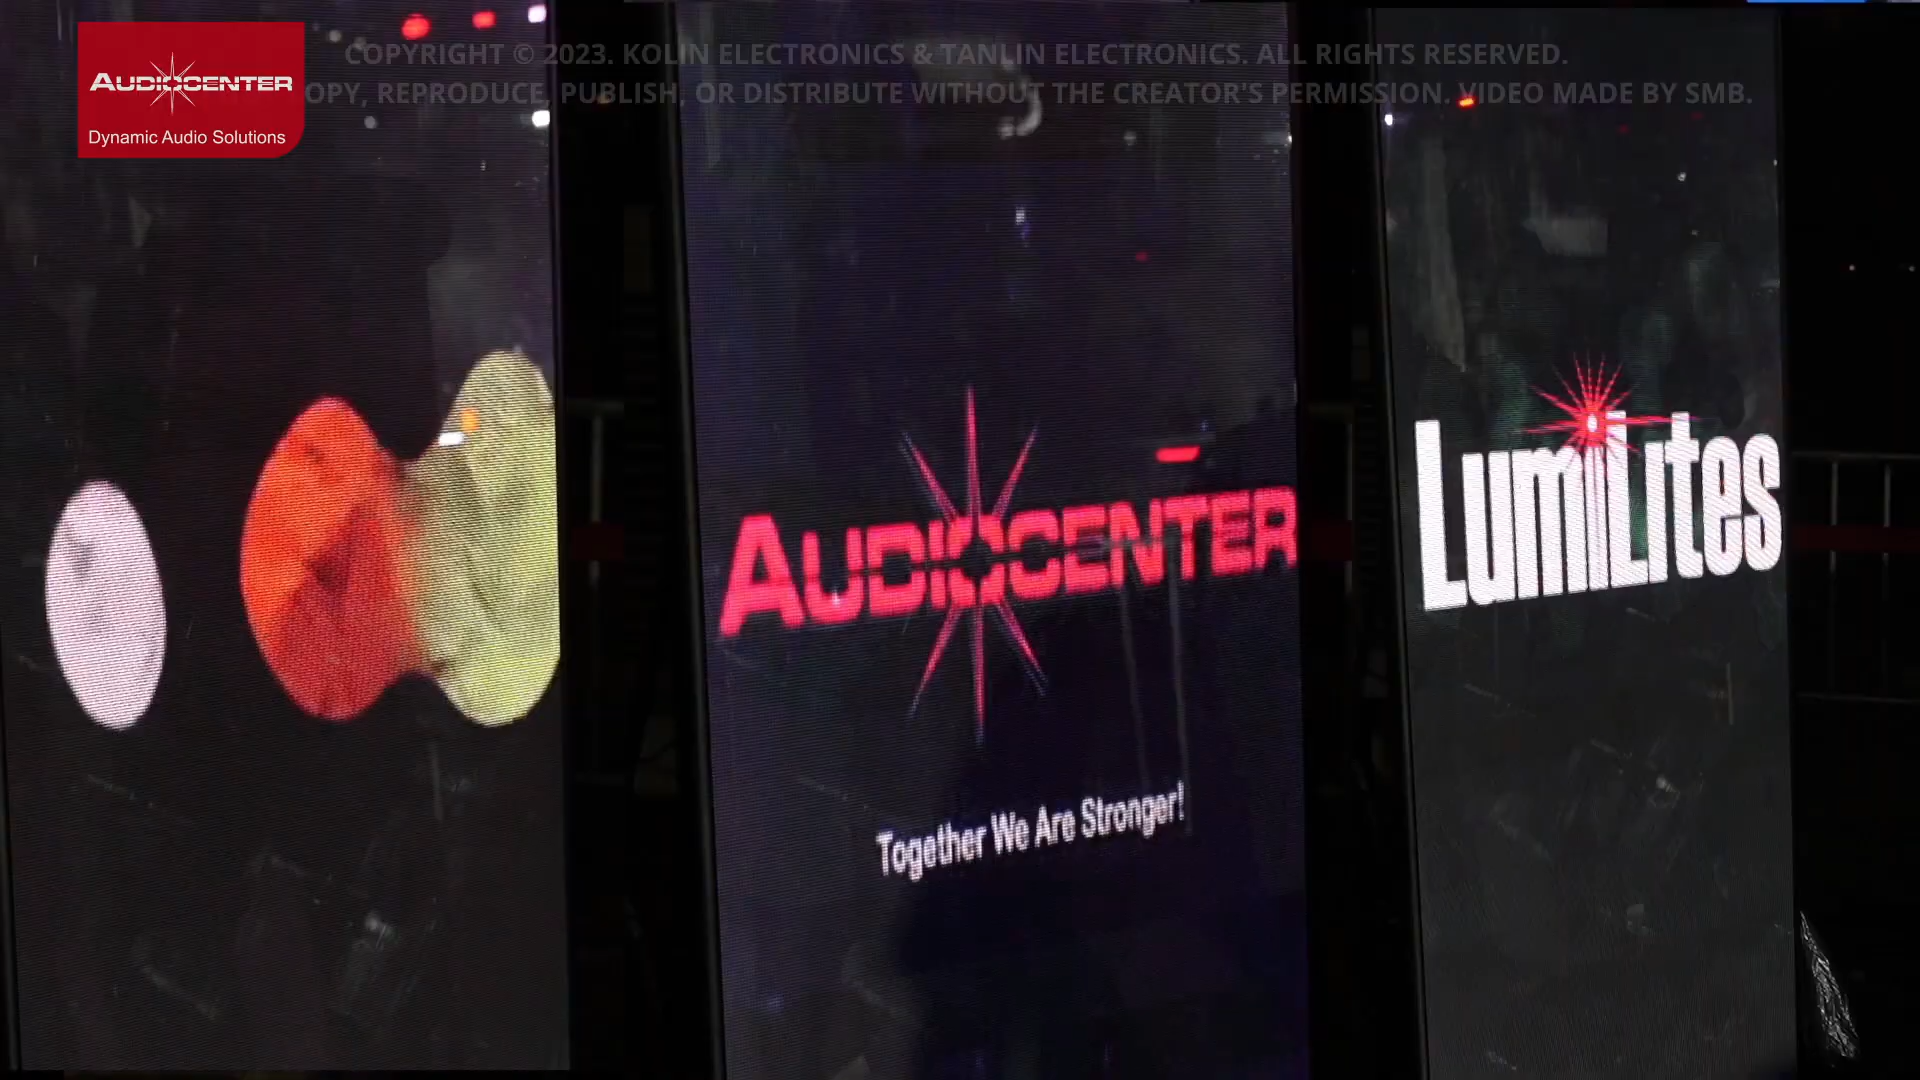 COPYRIGHT © 2023. KOLIN ELECTRONICS & TANLIN ELECTRONICS. ALL RIGHTS RESERVED.
REPRODUCE, PUBLISH, OR DISTRIBUTE WITHOUT THE CREATOR'S PERMISSION. VIDEO MADE BY SMB.
AUDIOCENTER
Dynamic Audio Solutions
AUDIOCENTER
Together We Are Stronger!
LumiLites